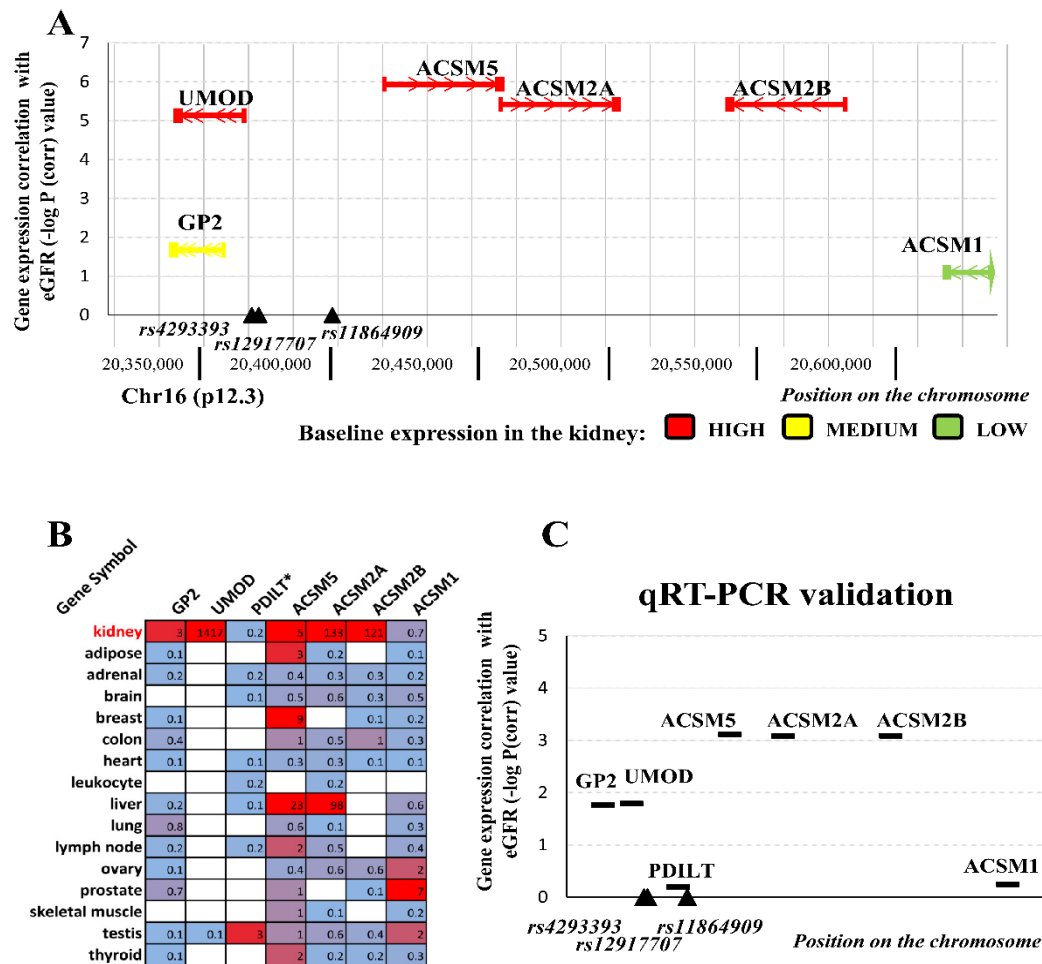 A
Gene expression correlation with
eGFR (-log P (corr) value)
7
6
5
4
3
2
1
0
ACSM5
ACSM2A
ACSM2B
UMOD
GP2
ACSM1
rs4293393
rs12917707
rs11864909
20,350,000 20,400,000 20,450,000 20,500,000 20,550,000 20,600,000
Chr16 (p12.3)
Position on the chromosome
Baseline expression in the kidney: HIGH MEDIUM LOW
B
Gene Symbol GP2 UMOD PDILT* ACSM5 ACSM2A ACSM2B ACSM1
kidney 3 1417 0.2 5 133 121 0.7
adipose 0.1 3 0.2 0.1
adrenal 0.2 0.2 0.4 0.3 0.3 0.2
brain 0.1 0.5 0.6 0.3 0.5
breast 0.1 9 0.1 0.2
colon 0.4 1 0.5 1 0.3
heart 0.1 0.1 0.3 0.3 0.1 0.1
leukocyte 0.2 0.2
liver 0.2 0.1 23 98 0.6
lung 0.8 0.6 0.1 0.3
lymph node 0.2 0.2 2 0.5 0.4
ovary 0.1 0.4 0.6 0.6 2
prostate 0.7 1 0.1 7
skeletal muscle 1 0.1 0.2
testis 0.1 0.1 3 1 0.6 0.4 2
thyroid 0.1 2 0.2 0.2 0.3
C
qRT-PCR validation
Gene expression correlation with
eGFR (-log P(corr) value)
5
4
3
2
1
0
ACSM5 ACSM2A ACSM2B
GP2 UMOD
PDILT
ACSM1
rs4293393
rs12917707
rs11864909
Position on the chromosome